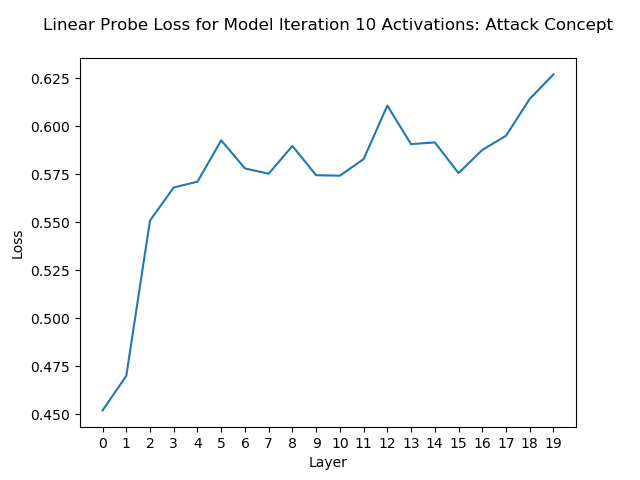 Linear Probe Loss for Model Iteration 10 Activations: Attack Concept
0.625
0.600
0.575
0.550
0.525
0.500
0.475
0.450
Loss
0 1 2 3 4 5 6 7 8 9 10 11 12 13 14 15 16 17 18 19
Layer